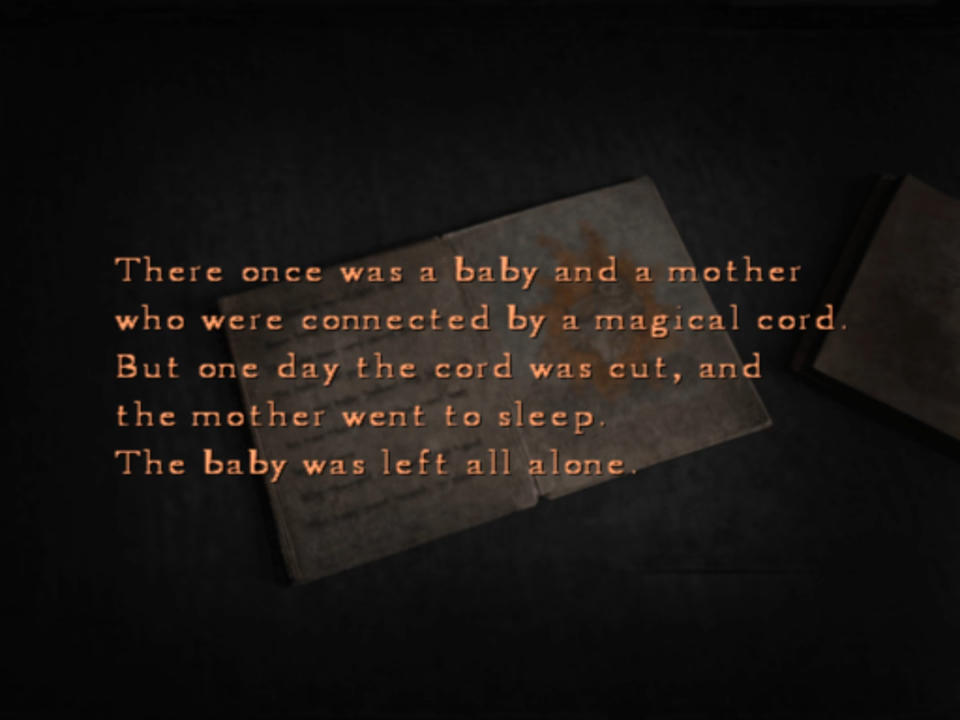 There once was a baby and a mother
who were connected by a magical cord.
But one day the cord was cut, and
the mother went to sleep.
The baby was left all alone.